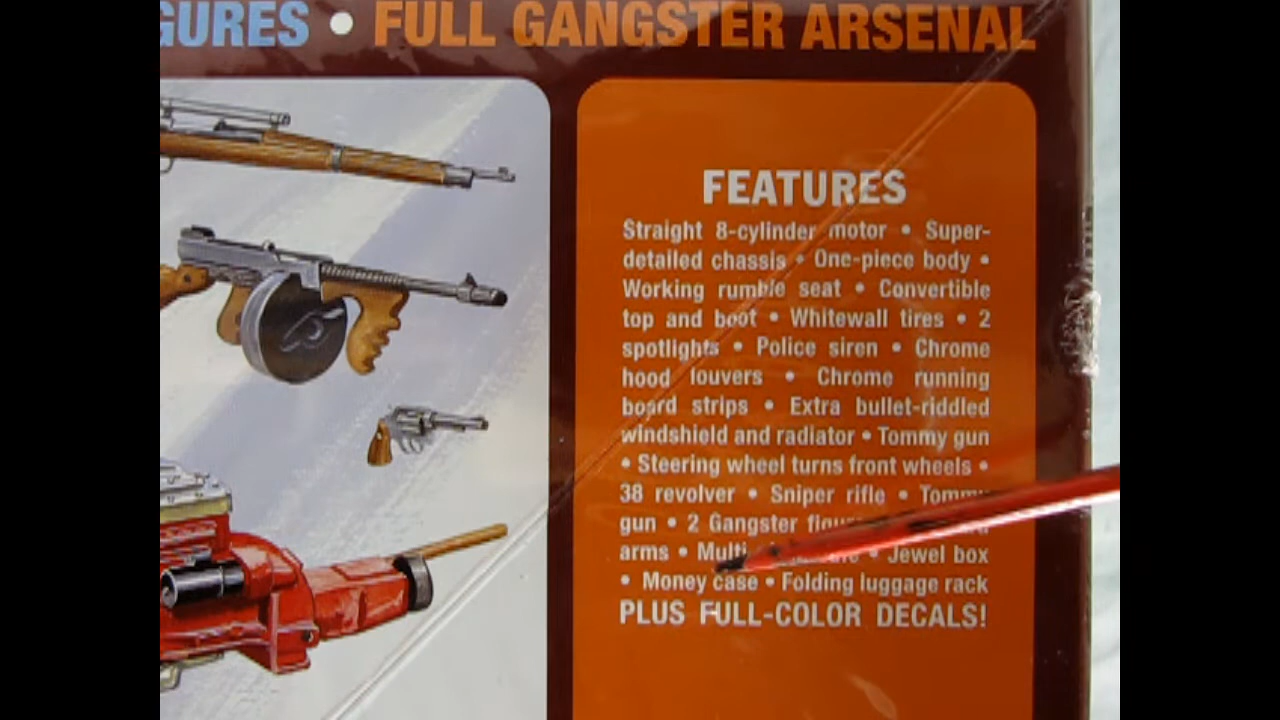 GURES • FULL GANGSTER ARSENAL
FEATURES
Straight 8-cylinder motor • Super-
detailed chassis • One-piece body •
Working rumble seat • Convertible
top and boot • Whitewall tires • 2
spotlights • Police siren • Chrome
hood louvers • Chrome running
board strips • Extra bullet-riddled
windshield and radiator • Tommy gun
• Steering wheel turns front wheels •
38 revolver • Sniper rifle • Tommy
gun • 2 Gangster
arms • Multi • Jewel box
• Money case • Folding luggage rack
PLUS FULL-COLOR DECALS!